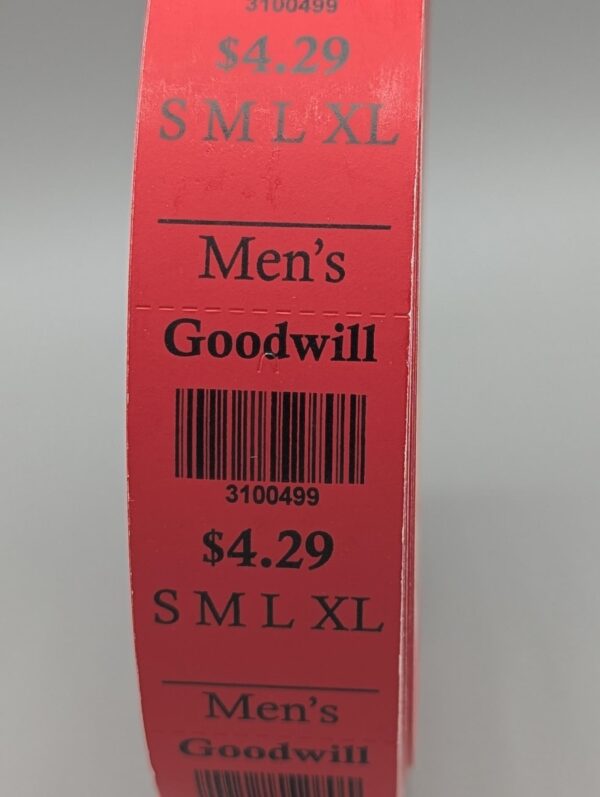 3100499
$4.29
S M L XL
Men's
Goodwill
3100499
$4.29
S M L XL
Men's
Goodwill